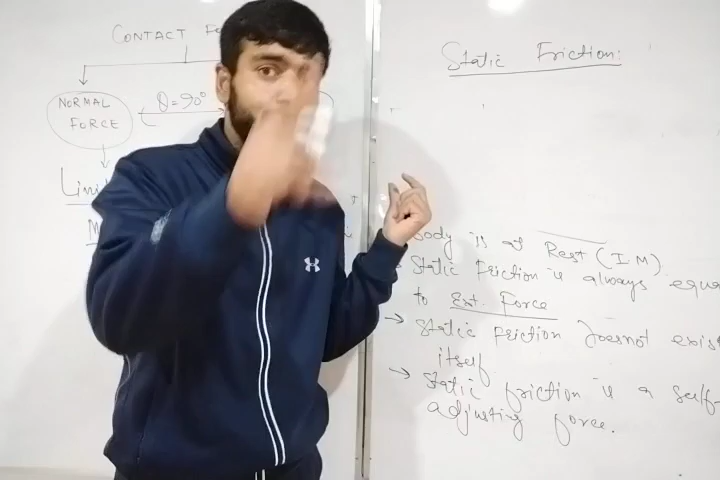 CONTACT
NORMAL
FORCE
θ=90°
Static Friction:
Body is at Rest (I.M)
Static Friction is always equa
to Ext. Force
→ Static friction Doesnot exist
itself
→ Static friction is a self-
adjusting force.